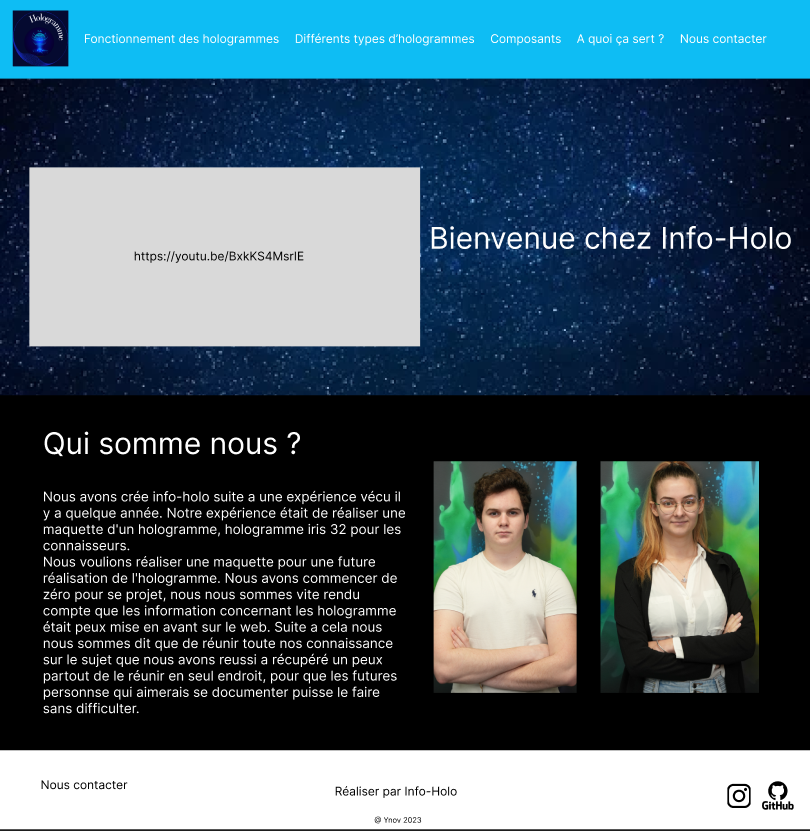 Hologramme
Fonctionnement des hologrammes
Différents types d'hologrammes
Composants
A quoi ça sert ?
Nous contacter
https://youtu.be/BxkKS4MsrIE
Bienvenue chez Info-Holo
Qui somme nous ?
Nous avons crée info-holo suite a une expérience vécu il
y a quelque année. Notre expérience était de réaliser une
maquette d'un hologramme, hologramme iris 32 pour les
connaisseurs.
Nous voulions réaliser une maquette pour une future
réalisation de l'hologramme. Nous avons commencer de
zéro pour se projet, nous nous sommes vite rendu
compte que les information concernant les hologramme
était peux mise en avant sur le web. Suite a cela nous
nous sommes dit que de réunir toute nos connaissance
sur le sujet que nous avons reussi a récupéré un peux
partout de le réunir en seul endroit, pour que les futures
personnse qui aimerais se documenter puisse le faire
sans difficulter.
Nous contacter
Réaliser par Info-Holo
GitHub
@ Ynov 2023